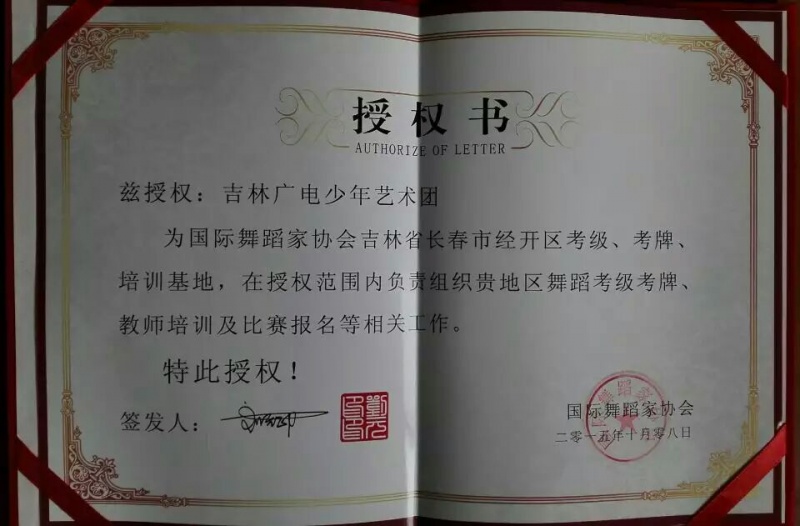 授权书
AUTHORIZE OF LETTER
兹授权：吉林广电少年艺术团
为国际舞蹈家协会吉林省长春市经开区考级、考牌、
培训基地，在授权范围内负责组织贵地区舞蹈考级考牌、
教师培训及比赛报名等相关工作。
特此授权！
签发人：
国际舞蹈家协会
二零一五年十月零八日